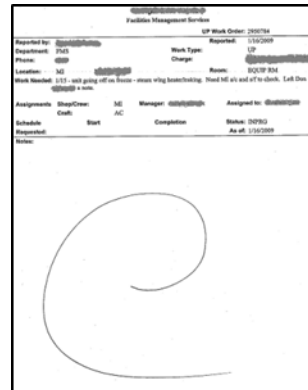 Facilities Management Services
UP Work Order: 2930784
Reported by: Reported: 1/16/2009
Department: FMS Work Type: UP
Phone: Charge:
Location: - MI Room: EQUIP RM
Work Needed: 1/15 - unit going off on freeze - steam wing heater/leaking. Need MI a/c and s/f to check. Left Don
a note.
Assignments Shop/Crew: MI Manager: Assigned to:
Craft: AC
Schedule Start Completion Status: INPRG
Requested: As of: 1/16/2009
Notes: